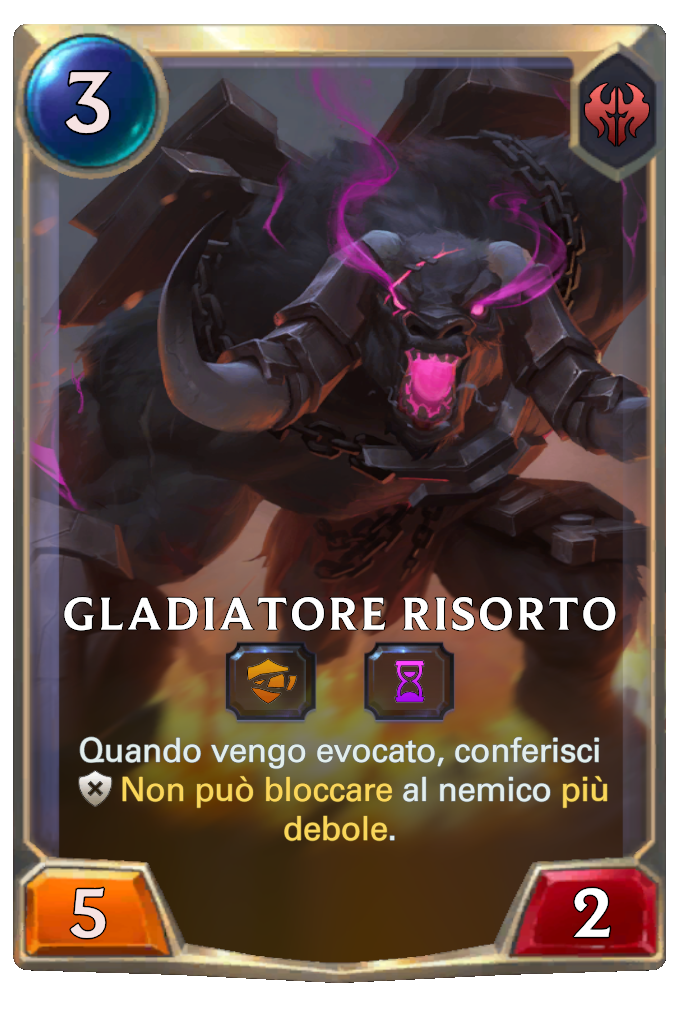 3
GLADIATORE RISORTO
Quando vengo evocato, conferisci
Non può bloccare al nemico più
debole.
5
2